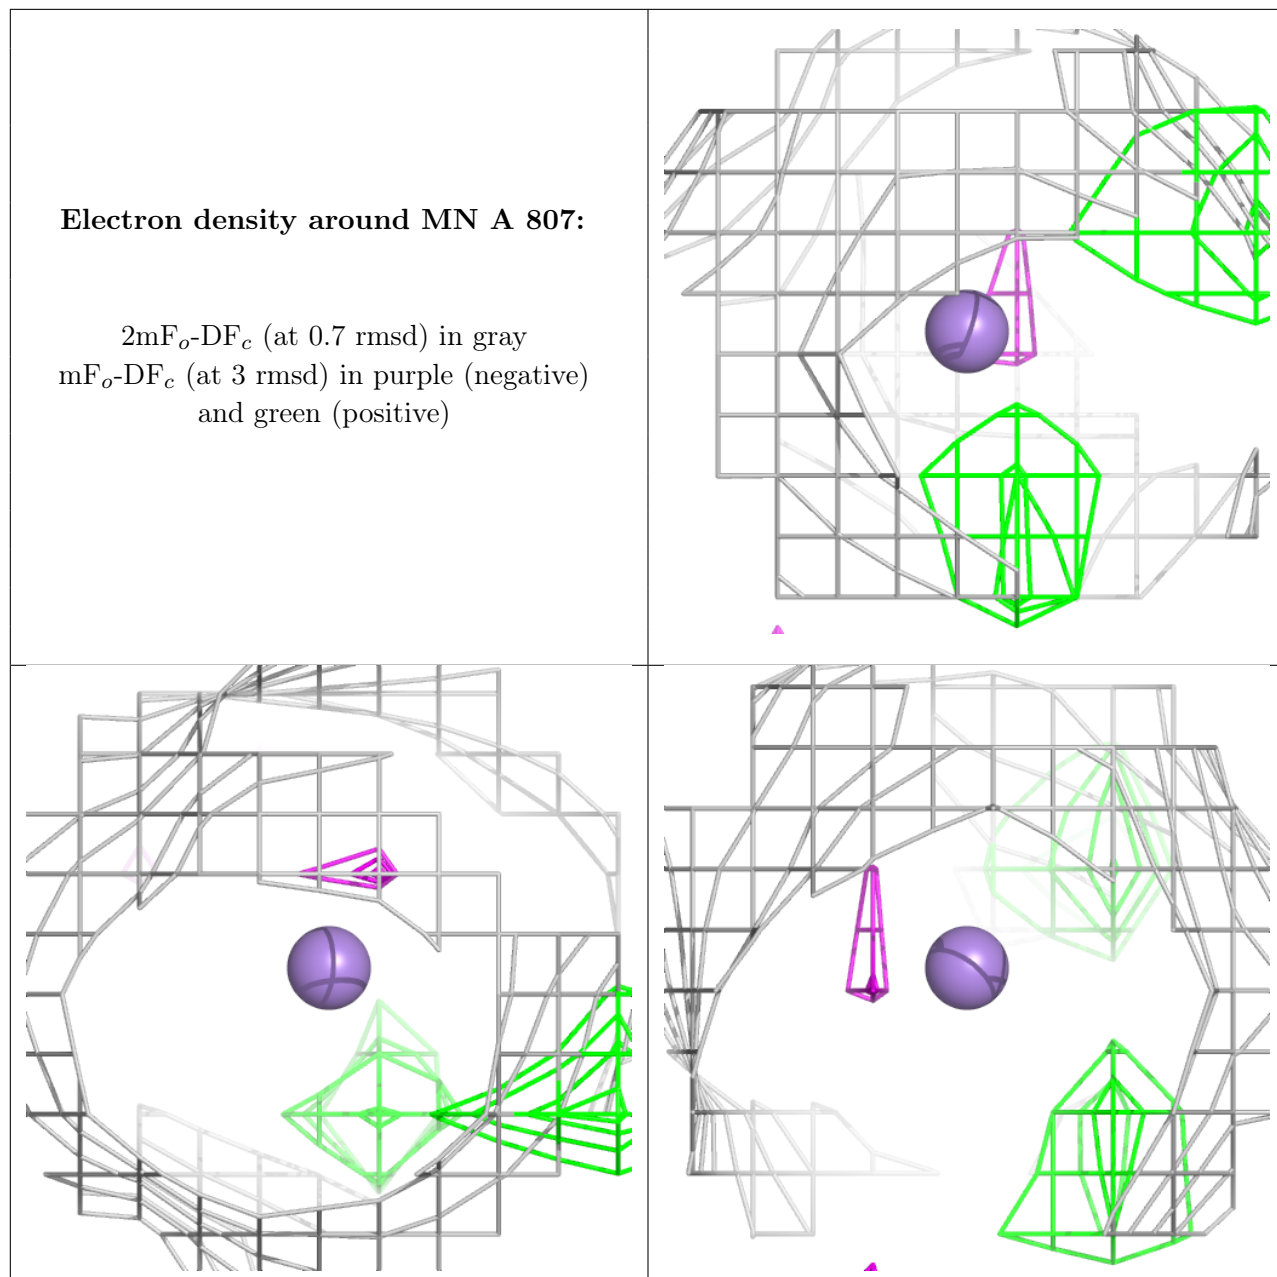 Electron density around MN A 807:
2mFo-DFc (at 0.7 rmsd) in gray
mFo-DFc (at 3 rmsd) in purple (negative)
and green (positive)